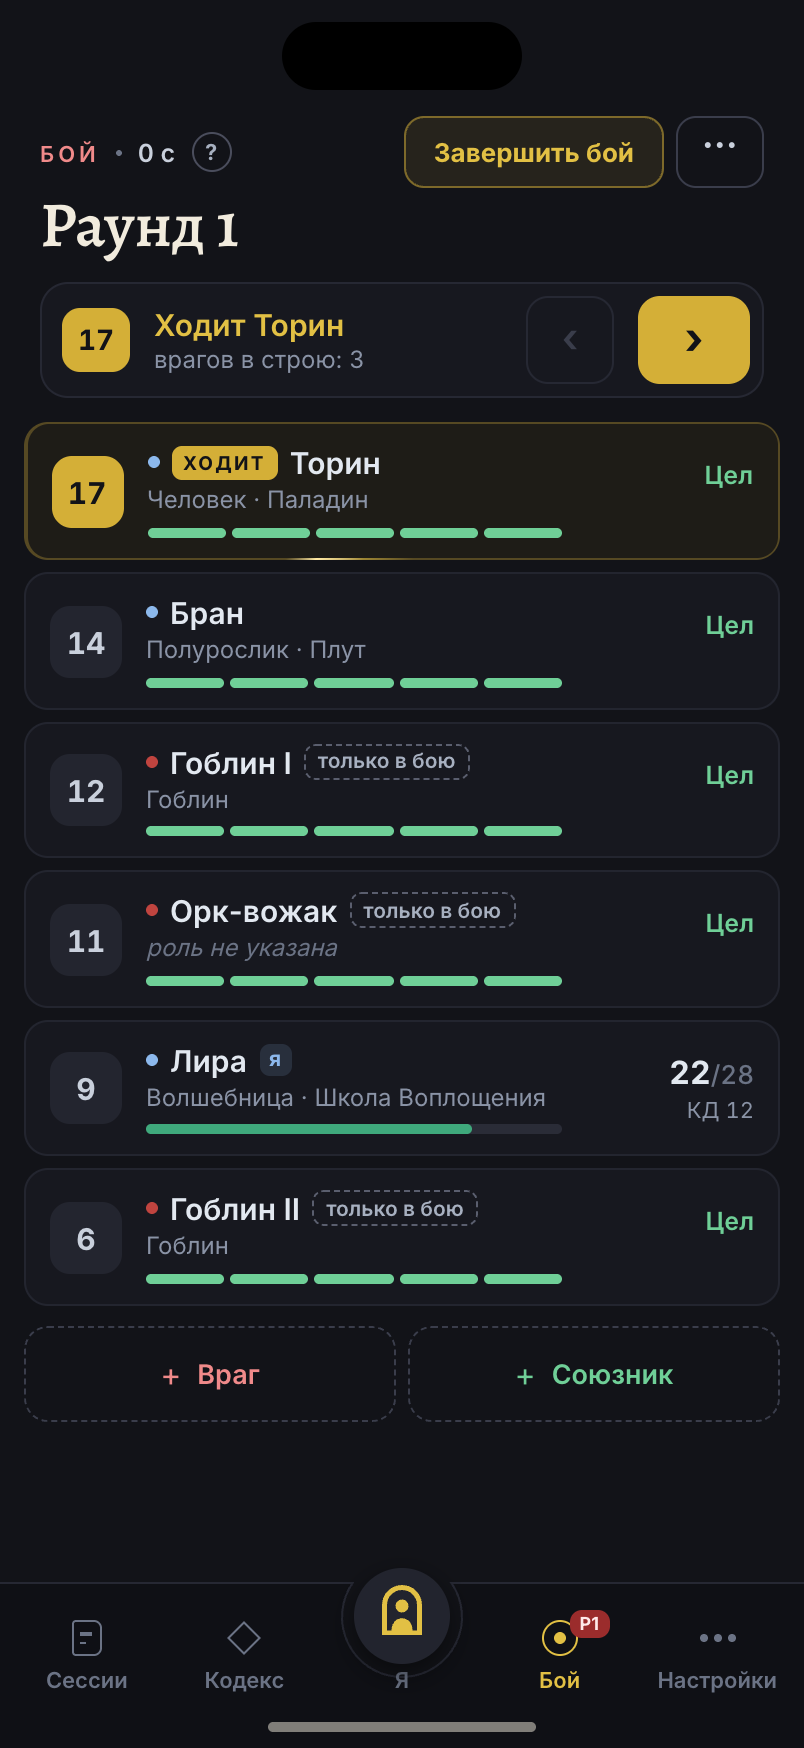 БОЙ • 0 с ?
Завершить бой ...
Раунд 1
17 Ходит Торин
врагов в строю: 3
‹ ›
17 ХОДИТ Торин
Человек · Паладин
Цел
14 Бран
Полурослик · Плут
Цел
12 Гоблин I только в бою
Гоблин
Цел
11 Орк-вожак только в бою
роль не указана
Цел
9 Лира Я
Волшебница · Школа Воплощения
22/28
КД 12
6 Гоблин II только в бою
Гоблин
Цел
+ Враг
+ Союзник
Р1
Сессии
Кодекс
Я
Бой
Настройки